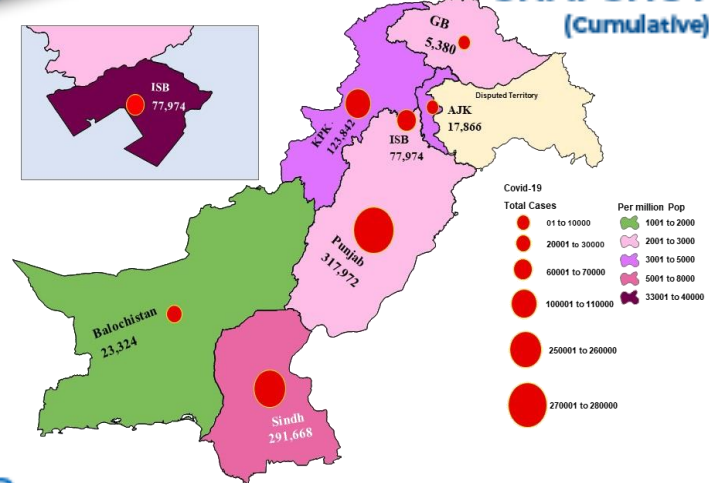 (Cumulative)
GB
5,380
ISB
77,974
Disputed Territory
AJK
17,866
KPK
123,842
ISB
77,974
Punjab
317,972
Balochistan
23,324
Sindh
291,668
Covid-19
Total Cases
01 to 10000
20001 to 30000
60001 to 70000
100001 to 110000
250001 to 260000
270001 to 280000
Per million Pop
1001 to 2000
2001 to 3000
3001 to 5000
5001 to 8000
33001 to 40000